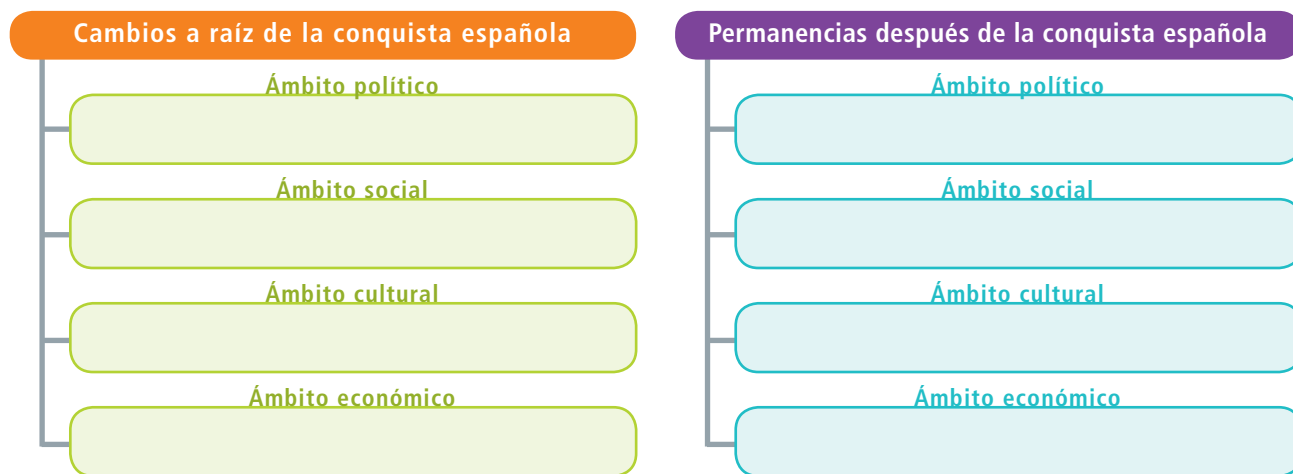 Cambios a raíz de la conquista española
Ámbito político
Ámbito social
Ámbito cultural
Ámbito económico
Permanencias después de la conquista española
Ámbito político
Ámbito social
Ámbito cultural
Ámbito económico